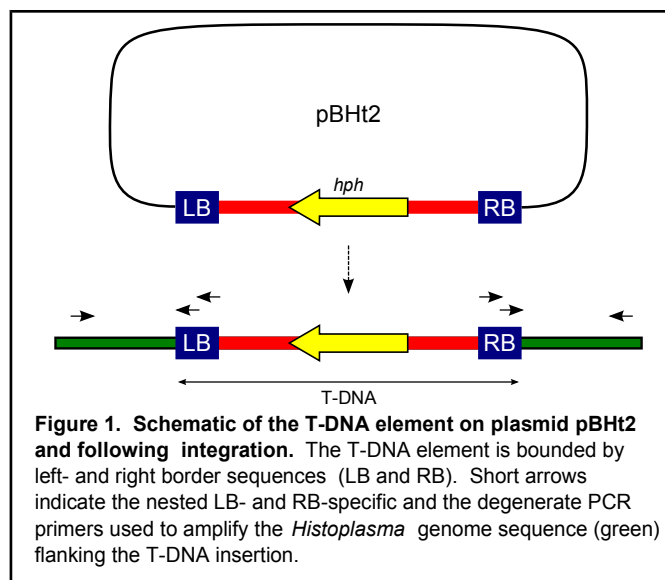 pBHt2
hph
LB
RB
LB
RB
T-DNA
Figure 1. Schematic of the T-DNA element on plasmid pBHt2
and following integration. The T-DNA element is bounded by
left- and right border sequences (LB and RB). Short arrows
indicate the nested LB- and RB-specific and the degenerate PCR
primers used to amplify the Histoplasma genome sequence (green)
flanking the T-DNA insertion.